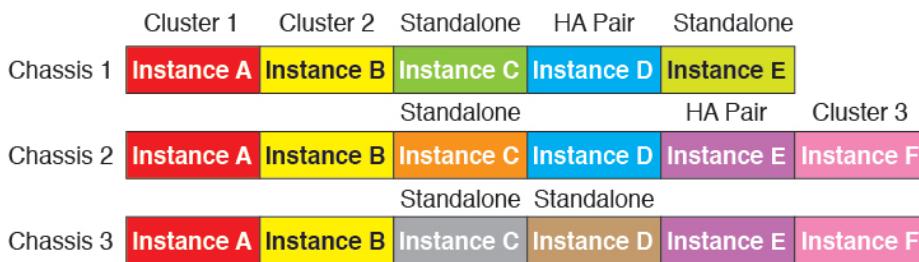 Cluster 1 Cluster 2 Standalone HA Pair Standalone
Chassis 1 Instance A Instance B Instance C Instance D Instance E
Standalone HA Pair Cluster 3
Chassis 2 Instance A Instance B Instance C Instance D Instance E Instance F
Standalone Standalone
Chassis 3 Instance A Instance B Instance C Instance D Instance E Instance F